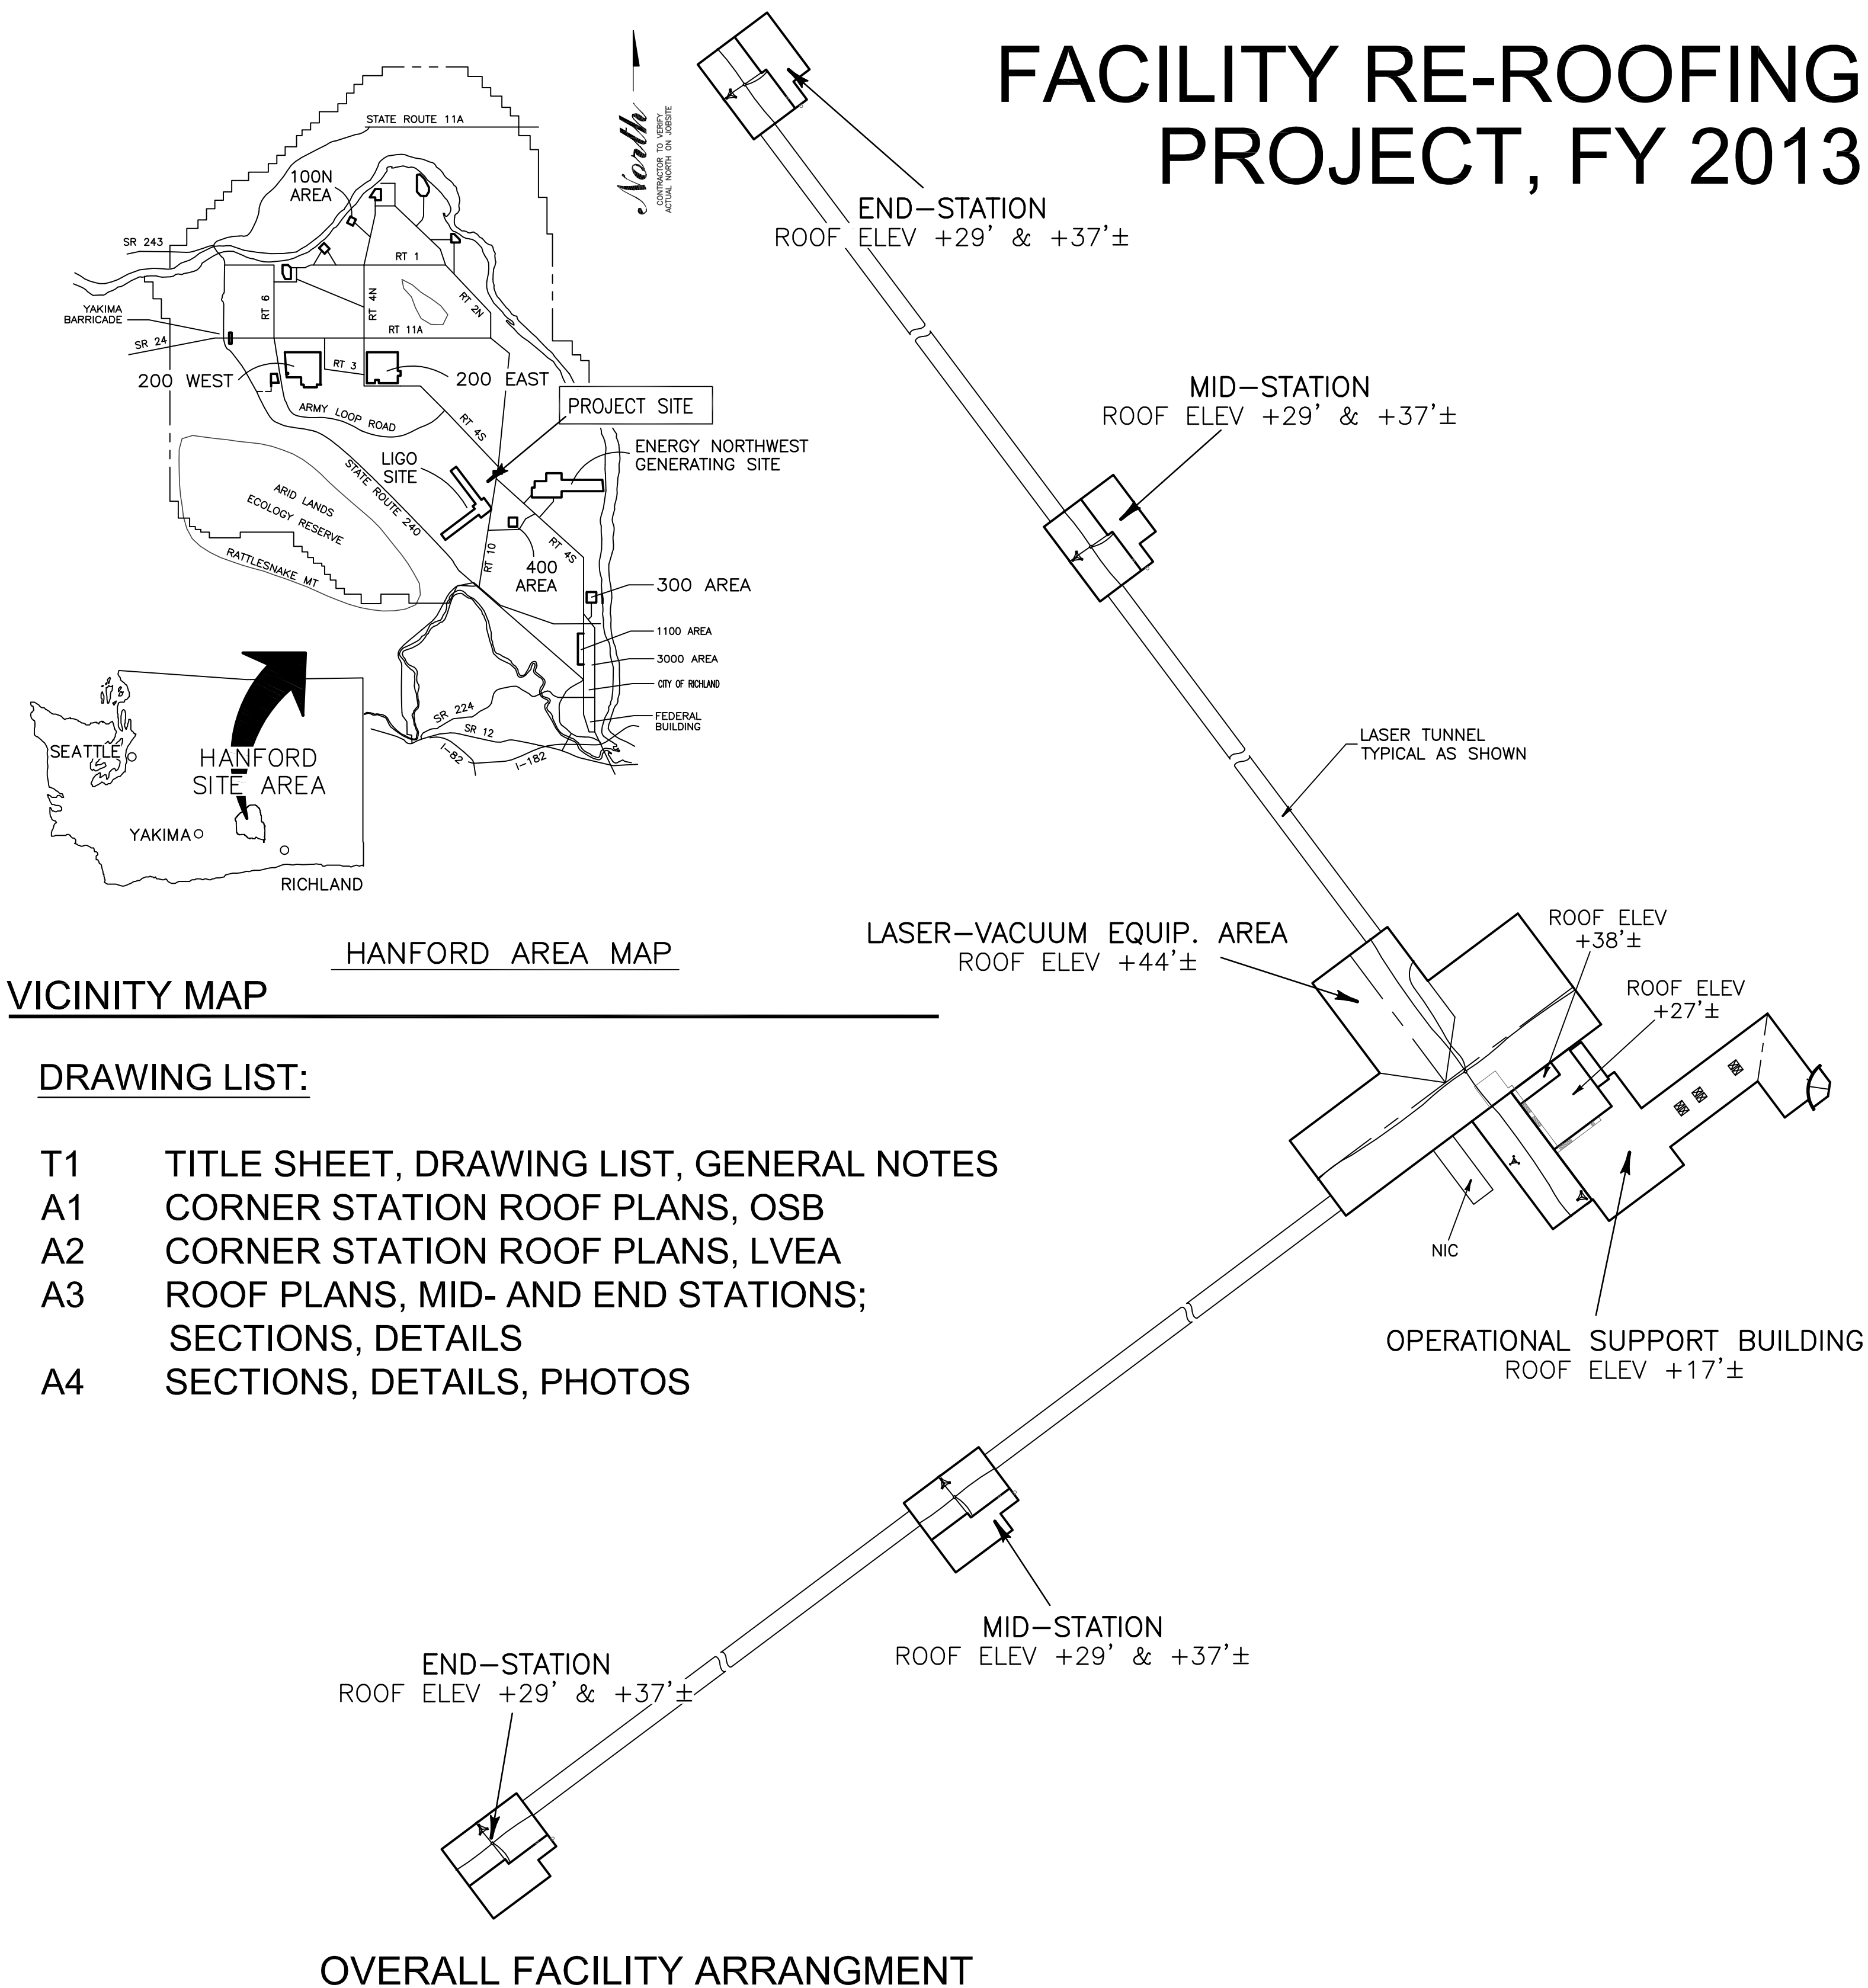 FACILITY RE-ROOFING
PROJECT, FY 2013
North
CONTRACTOR TO VERIFY
ACTUAL NORTH ON JOBSITE
STATE ROUTE 11A
100N
AREA
SR 243
RT 1
RT 6
RT 4N
RT 2N
YAKIMA
BARRICADE
RT 11A
SR 24
RT 3
200 WEST
200 EAST
PROJECT SITE
ARMY LOOP ROAD
RT 4S
ENERGY NORTHWEST
GENERATING SITE
LIGO
SITE
STATE ROUTE 240
ARID LANDS
ECOLOGY RESERVE
RATTLESNAKE MT
RT 10
RT 4S
400
AREA
300 AREA
1100 AREA
3000 AREA
CITY OF RICHLAND
FEDERAL
BUILDING
SR 224
SR 12
I-82
I-182
SEATTLE
HANFORD
SITE AREA
YAKIMA
RICHLAND
HANFORD AREA MAP
VICINITY MAP
DRAWING LIST:
T1 TITLE SHEET, DRAWING LIST, GENERAL NOTES
A1 CORNER STATION ROOF PLANS, OSB
A2 CORNER STATION ROOF PLANS, LVEA
A3 ROOF PLANS, MID- AND END STATIONS;
SECTIONS, DETAILS
A4 SECTIONS, DETAILS, PHOTOS
END-STATION
ROOF ELEV +29' & +37'±
MID-STATION
ROOF ELEV +29' & +37'±
LASER TUNNEL
TYPICAL AS SHOWN
LASER-VACUUM EQUIP. AREA
ROOF ELEV +44'±
ROOF ELEV
+38'±
ROOF ELEV
+27'±
NIC
OPERATIONAL SUPPORT BUILDING
ROOF ELEV +17'±
MID-STATION
ROOF ELEV +29' & +37'±
END-STATION
ROOF ELEV +29' & +37'±
OVERALL FACILITY ARRANGMENT